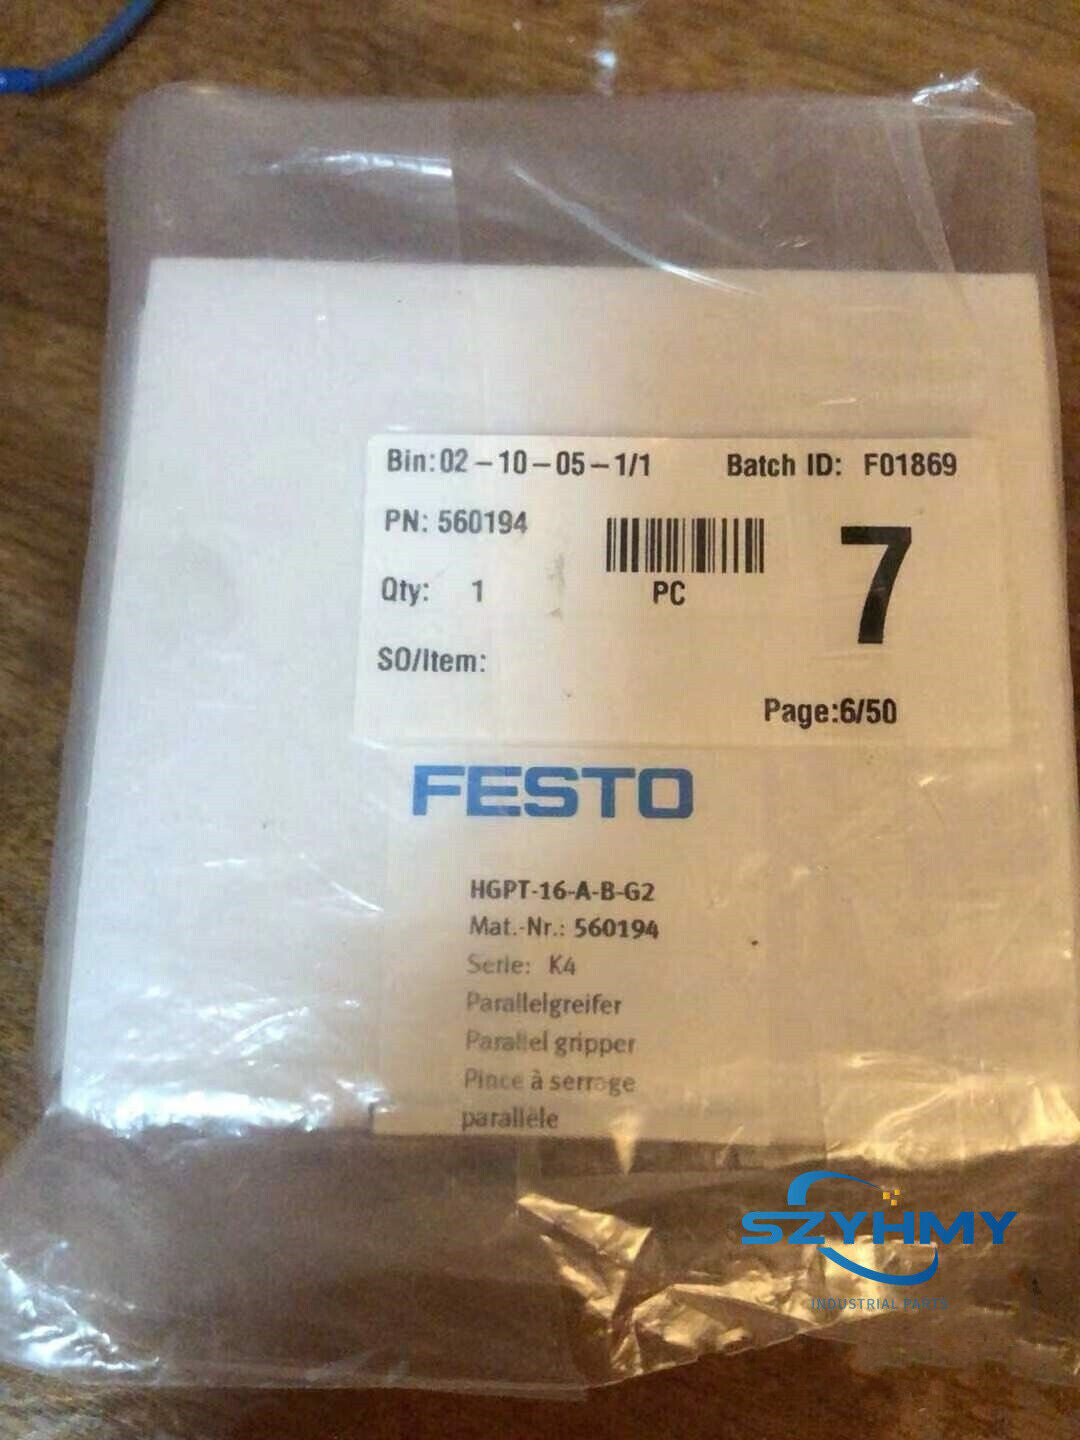 Bin:02-10-05-1/1 Batch ID: F01869
PN: 560194
Qty: 1 PC 7
SO/Item:
Page:6/50
FESTO
HGPT-16-A-B-G2
Mat.-Nr.: 560194
Serie: K4
Parallelgreifer
Parallel gripper
Pince à serrage
parallèle
SZYHMY
INDUSTRIAL PARTS